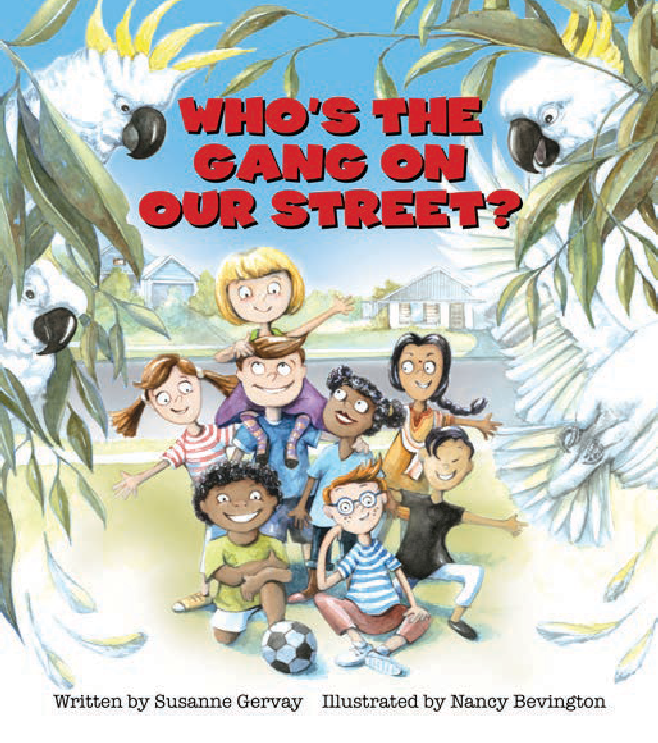 WHO'S THE
GANG ON
OUR STREET?
Written by Susanne Gervay Illustrated by Nancy Bevington